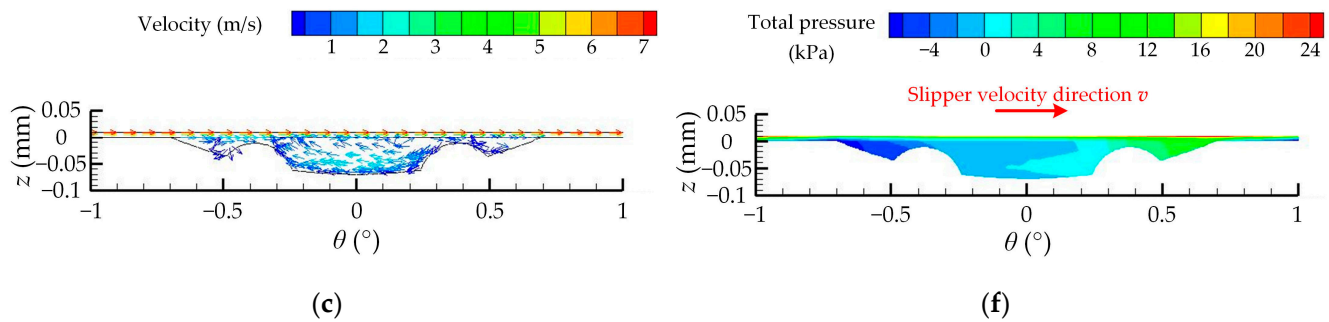 Velocity (m/s)
1 2 3 4 5 6 7
z (mm)
0.05
0
−0.05
−0.1
−1 −0.5 0 0.5 1
θ (°)
(c)
Total pressure
(kPa)
−4 0 4 8 12 16 20 24
Slipper velocity direction v
z (mm)
0.05
0
−0.05
−0.1
−1 −0.5 0 0.5 1
θ (°)
(f)